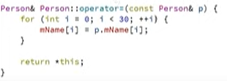 Person& Person::operator=(const Person& p) {
    for (int i = 0; i < 30; ++i) {
        mName[i] = p.mName[i];
    }

    return *this;
}